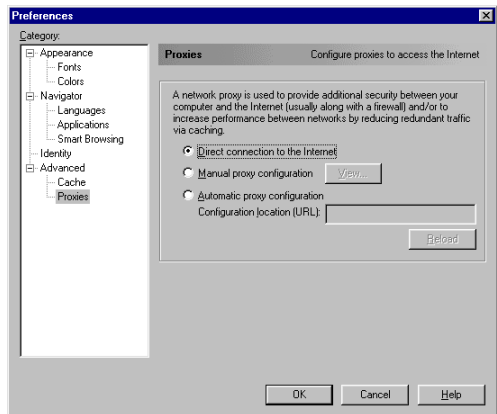 Preferences
Category:
Appearance
Fonts
Colors
Navigator
Languages
Applications
Smart Browsing
Identity
Advanced
Cache
Proxies
Proxies Configure proxies to access the Internet
A network proxy is used to provide additional security between your
computer and the Internet (usually along with a firewall) and/or to
increase performance between networks by reducing redundant traffic
via caching.
Direct connection to the Internet
Manual proxy configuration View...
Automatic proxy configuration
Configuration location (URL):
Reload
OK Cancel Help